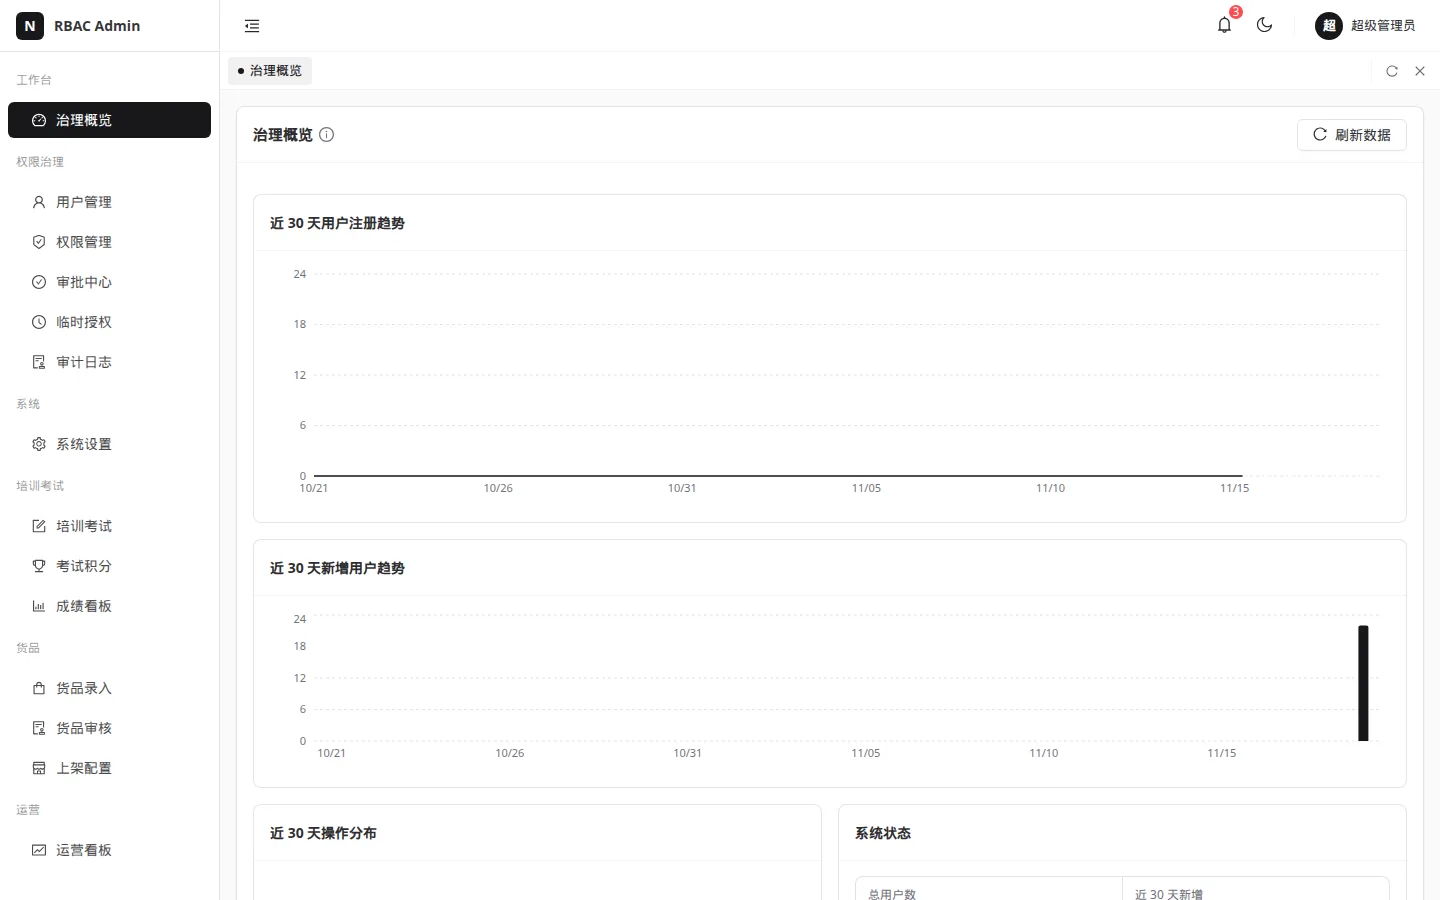 N RBAC Admin
3
超 超级管理员
工作台
治理概览
权限治理
用户管理
权限管理
审批中心
临时授权
审计日志
系统
系统设置
培训考试
培训考试
考试积分
成绩看板
货品
货品录入
货品审核
上架配置
运营
运营看板
治理概览
治理概览
刷新数据
近 30 天用户注册趋势
24
18
12
6
0
10/21 10/26 10/31 11/05 11/10 11/15
近 30 天新增用户趋势
24
18
12
6
0
10/21 10/26 10/31 11/05 11/10 11/15
近 30 天操作分布
系统状态
总用户数
近 30 天新增